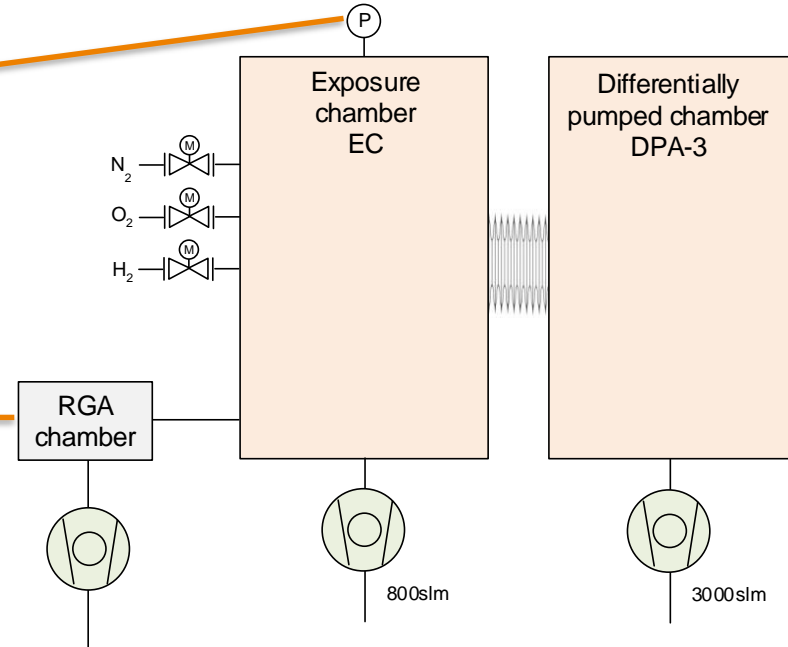 P
Exposure
chamber
EC
Differentially
pumped chamber
DPA-3
M
N₂
M
O₂
M
H₂
RGA
chamber
800slm
3000slm